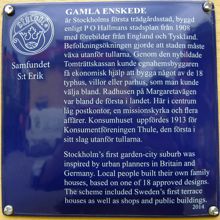 GAMLA ENSKEDE
är Stockholms första trädgårdsstad, byggd
enligt P O Hallmans stadsplan från 1908
med förebilder från England och Tyskland.
Befolkningsökningen gjorde att staden måste
växa utanför tullarna. Genom den nybildade
Tomträttskassan kunde egnahemsbyggaren
få ekonomisk hjälp att bygga något av de 18
typhus, villor eller parhus, som man kunde
välja bland. Radhusen på Margaretavägen
var bland de första i landet. Här i centrum
låg postkontor, en missionskyrka och flera
affärer. Konsumhuset uppfördes 1913 för
Konsumentföreningen Thule, den första i
sitt slag utanför tullarna.
Samfundet
S:t Erik
Stockholm's first garden-city suburb was
inspired by urban planners in Britain and
Germany. Local people built their own family
houses, based on one of 18 approved designs.
The scheme included Sweden's first terrace
houses as well as shops and public buildings.
2014